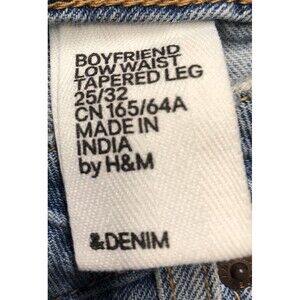 BOYFRIEND
LOW WAIST
TAPERED LEG
25/32
CN 165/64A
MADE IN
INDIA
by H&M
&DENIM